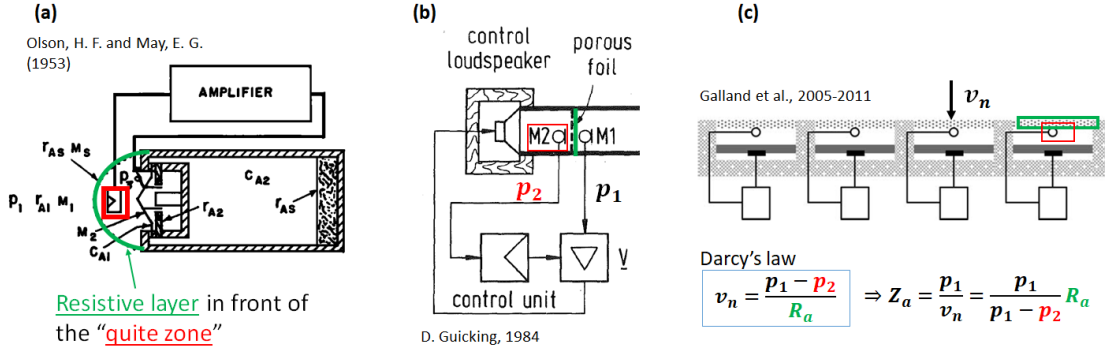 (a)
Olson, H. F. and May, E. G.
(1953)
AMPLIFIER
r_AS M_S
P_1 r_A1 M_1
M_2
C_A1
r_A2
C_A2
r_AS
Resistive layer in front of
the “quite zone”
(b)
control
loudspeaker
porous
foil
M2
M1
p_2
p_1
control unit
V
D. Guicking, 1984
(c)
Galland et al., 2005-2011
v_n
Darcy’s law
v_n = (p_1 − p_2) / R_a ⇒ Z_a = p_1 / v_n = p_1 / (p_1 − p_2) R_a